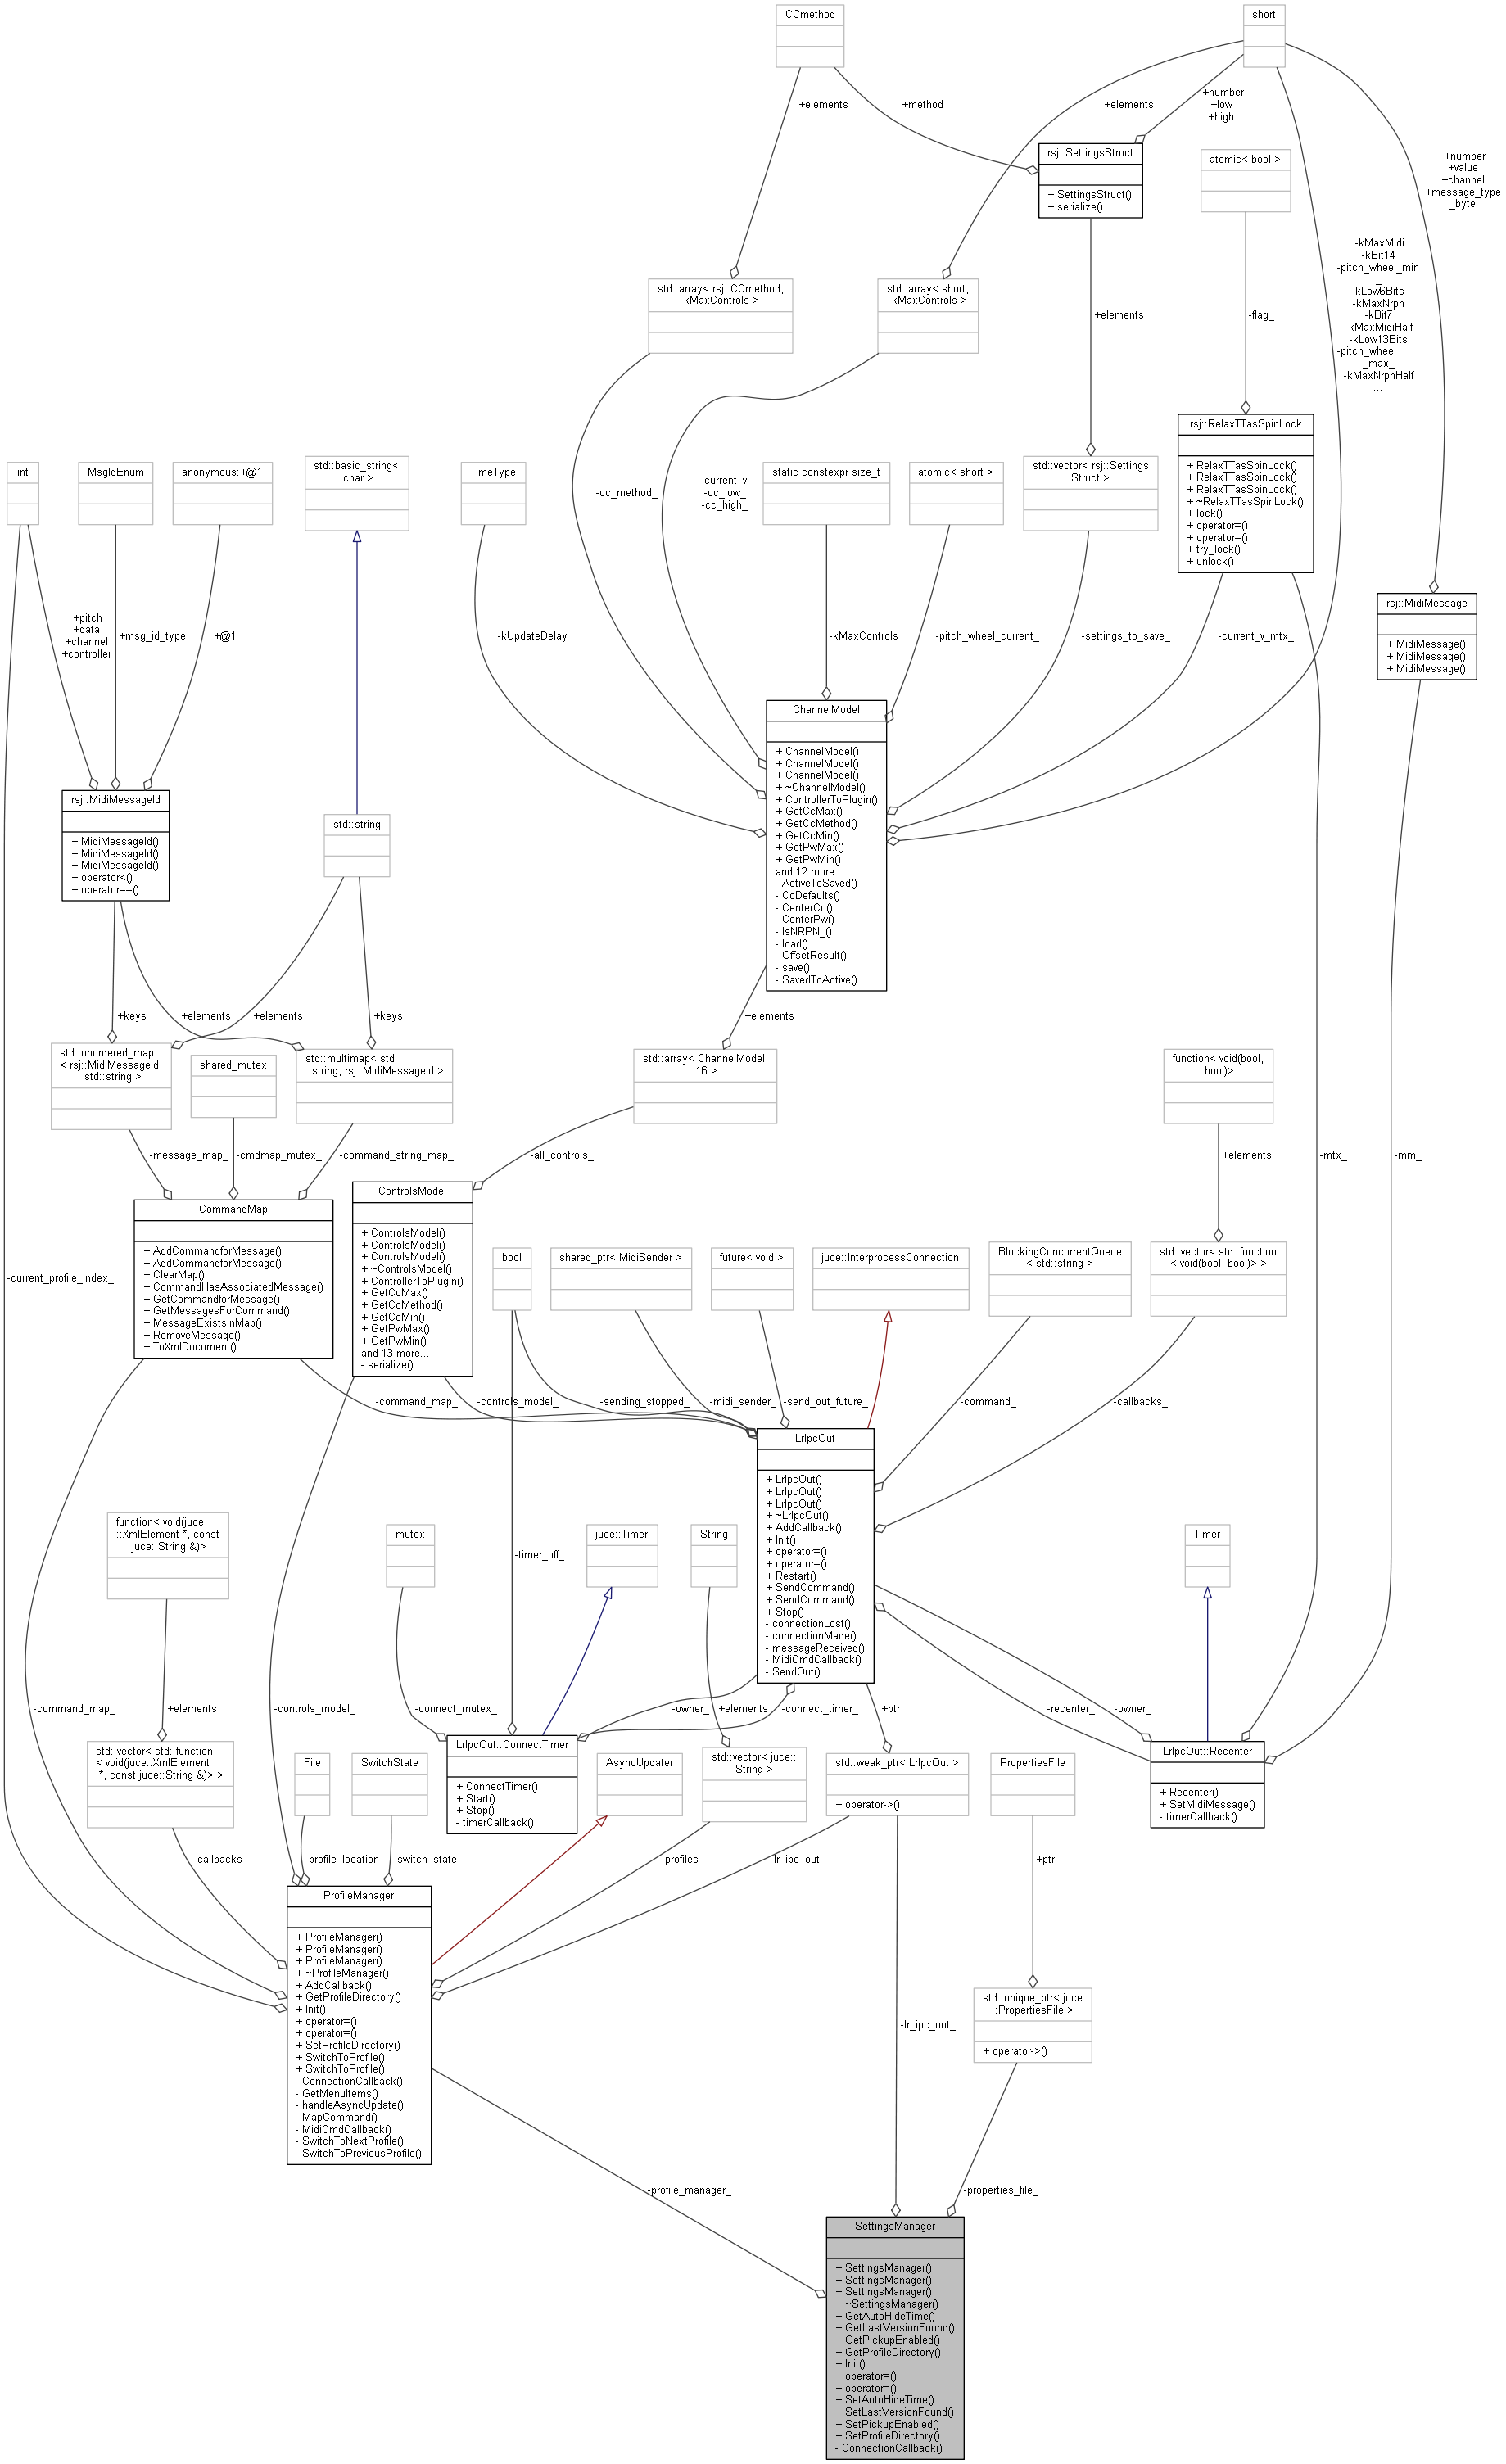 CCmethod
short
+elements
+method
+elements
+number
+low
+high
rsj::SettingsStruct
+ SettingsStruct()
+ serialize()
atomic< bool >
+number
+value
+channel
+message_type
_byte
std::array< rsj::CCmethod,
kMaxControls >
std::array< short,
kMaxControls >
+elements
-flag_
-kMaxMidi
-kBit14
-pitch_wheel_min
_
-kLow6Bits
-kMaxNrpn
-kBit7
-kMaxMidiHalf
-kLow13Bits
-pitch_wheel
_max_
-kMaxNrpnHalf
...
rsj::RelaxTTasSpinLock
+ RelaxTTasSpinLock()
+ RelaxTTasSpinLock()
+ RelaxTTasSpinLock()
+ ~RelaxTTasSpinLock()
+ lock()
+ operator=()
+ operator=()
+ try_lock()
+ unlock()
int
MsgIdEnum
anonymous:+@1
std::basic_string<
char >
TimeType
-cc_method_
-current_v_
-cc_low_
-cc_high_
static constexpr size_t
atomic< short >
std::vector< rsj::Settings
Struct >
rsj::MidiMessage
+ MidiMessage()
+ MidiMessage()
+ MidiMessage()
+pitch
+data
+channel
+controller
+msg_id_type
+@1
-kUpdateDelay
-kMaxControls
-pitch_wheel_current_
-settings_to_save_
-current_v_mtx_
ChannelModel
+ ChannelModel()
+ ChannelModel()
+ ChannelModel()
+ ~ChannelModel()
+ ControllerToPlugin()
+ GetCcMax()
+ GetCcMethod()
+ GetCcMin()
+ GetPwMax()
+ GetPwMin()
and 12 more...
- ActiveToSaved()
- CcDefaults()
- CenterCc()
- CenterPw()
- IsNRPN_()
- load()
- OffsetResult()
- save()
- SavedToActive()
rsj::MidiMessageId
+ MidiMessageId()
+ MidiMessageId()
+ MidiMessageId()
+ operator<()
+ operator==()
std::string
+keys
+elements
+elements
+keys
+elements
std::unordered_map
< rsj::MidiMessageId,
std::string >
shared_mutex
std::multimap< std
::string, rsj::MidiMessageId >
std::array< ChannelModel,
16 >
function< void(bool,
bool)>
-message_map_
-cmdmap_mutex_
-command_string_map_
-all_controls_
+elements
-mtx_
-mm_
CommandMap
+ AddCommandforMessage()
+ AddCommandforMessage()
+ ClearMap()
+ CommandHasAssociatedMessage()
+ GetCommandforMessage()
+ GetMessagesForCommand()
+ MessageExistsInMap()
+ RemoveMessage()
+ ToXmlDocument()
ControlsModel
+ ControlsModel()
+ ControlsModel()
+ ControlsModel()
+ ~ControlsModel()
+ ControllerToPlugin()
+ GetCcMax()
+ GetCcMethod()
+ GetCcMin()
+ GetPwMax()
+ GetPwMin()
and 13 more...
- serialize()
-current_profile_index_
bool
shared_ptr< MidiSender >
future< void >
juce::InterprocessConnection
BlockingConcurrentQueue
< std::string >
std::vector< std::function
< void(bool, bool)> >
-command_map_
-controls_model_
-sending_stopped_
-midi_sender_
-send_out_future_
-command_
-callbacks_
LrIpcOut
+ LrIpcOut()
+ LrIpcOut()
+ LrIpcOut()
+ ~LrIpcOut()
+ AddCallback()
+ Init()
+ operator=()
+ operator=()
+ Restart()
+ SendCommand()
+ SendCommand()
+ Stop()
- connectionLost()
- connectionMade()
- messageReceived()
- MidiCmdCallback()
- SendOut()
function< void(juce
::XmlElement *, const
juce::String &)>
mutex
-timer_off_
juce::Timer
String
Timer
-command_map_
+elements
-controls_model_
-connect_mutex_
-owner_
+elements
-connect_timer_
+ptr
-recenter_
-owner_
std::vector< std::function
< void(juce::XmlElement
*, const juce::String &)> >
File
SwitchState
LrIpcOut::ConnectTimer
+ ConnectTimer()
+ Start()
+ Stop()
- timerCallback()
AsyncUpdater
std::vector< juce::
String >
std::weak_ptr< LrIpcOut >
+ operator->()
PropertiesFile
LrIpcOut::Recenter
+ Recenter()
+ SetMidiMessage()
- timerCallback()
-callbacks_
-profile_location_
-switch_state_
-profiles_
-lr_ipc_out_
+ptr
ProfileManager
+ ProfileManager()
+ ProfileManager()
+ ProfileManager()
+ ~ProfileManager()
+ AddCallback()
+ GetProfileDirectory()
+ Init()
+ operator=()
+ operator=()
+ SetProfileDirectory()
+ SwitchToProfile()
+ SwitchToProfile()
- ConnectionCallback()
- GetMenuItems()
- handleAsyncUpdate()
- MapCommand()
- MidiCmdCallback()
- SwitchToNextProfile()
- SwitchToPreviousProfile()
std::unique_ptr< juce
::PropertiesFile >
+ operator->()
-lr_ipc_out_
-profile_manager_
-properties_file_
SettingsManager
+ SettingsManager()
+ SettingsManager()
+ SettingsManager()
+ ~SettingsManager()
+ GetAutoHideTime()
+ GetLastVersionFound()
+ GetPickupEnabled()
+ GetProfileDirectory()
+ Init()
+ operator=()
+ operator=()
+ SetAutoHideTime()
+ SetLastVersionFound()
+ SetPickupEnabled()
+ SetProfileDirectory()
- ConnectionCallback()